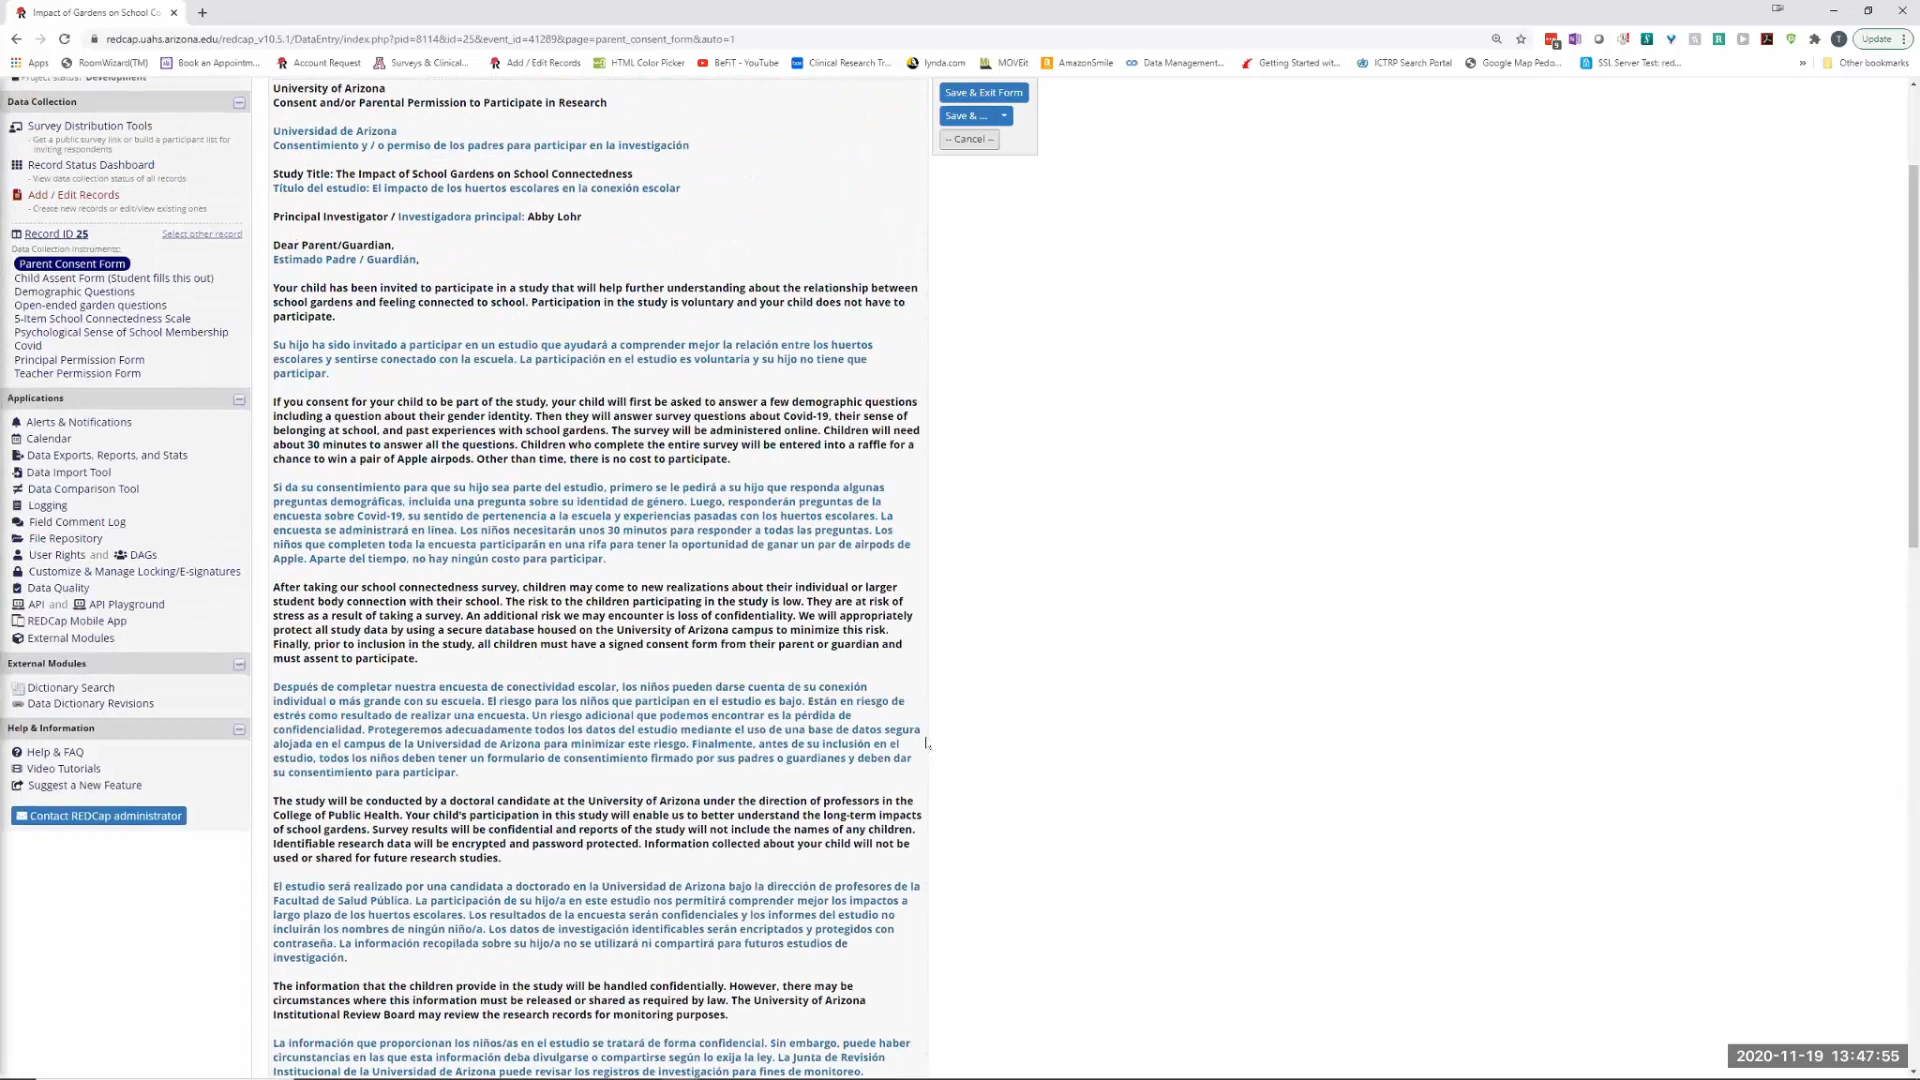 Impact of Gardens on School Co
redcap.uahs.arizona.edu/redcap_v10.5.1/DataEntry/index.php?pid=8114&id=25&event_id=41289&page=parent_consent_form&auto=1
Update
Apps
RoomWizard(TM)
Book an Appointm...
Account Request
Surveys & Clinical...
Add / Edit Records
HTML Color Picker
BeFiT - YouTube
Clinical Research Tr...
lynda.com
MOVEit
AmazonSmile
Data Management...
Getting Started wit...
ICTRP Search Portal
Google Map Pedo...
SSL Server Test: red...
Other bookmarks
Project status: Development
Data Collection
Survey Distribution Tools
- Get a public survey link or build a participant list for
inviting respondents
Record Status Dashboard
- View data collection status of all records
Add / Edit Records
- Create new records or edit/view existing ones
Record ID 25
Select other record
Data Collection Instruments:
Parent Consent Form
Child Assent Form (Student fills this out)
Demographic Questions
Open-ended garden questions
5-Item School Connectedness Scale
Psychological Sense of School Membership
Covid
Principal Permission Form
Teacher Permission Form
Applications
Alerts & Notifications
Calendar
Data Exports, Reports, and Stats
Data Import Tool
Data Comparison Tool
Logging
Field Comment Log
File Repository
User Rights and DAGs
Customize & Manage Locking/E-signatures
Data Quality
API and API Playground
REDCap Mobile App
External Modules
External Modules
Dictionary Search
Data Dictionary Revisions
Help & Information
Help & FAQ
Video Tutorials
Suggest a New Feature
Contact REDCap administrator
University of Arizona
Consent and/or Parental Permission to Participate in Research
Universidad de Arizona
Consentimiento y / o permiso de los padres para participar en la investigación
Study Title: The Impact of School Gardens on School Connectedness
Título del estudio: El impacto de los huertos escolares en la conexión escolar
Principal Investigator / Investigadora principal: Abby Lohr
Dear Parent/Guardian,
Estimado Padre / Guardián,
Your child has been invited to participate in a study that will help further understanding about the relationship between
school gardens and feeling connected to school. Participation in the study is voluntary and your child does not have to
participate.
Su hijo ha sido invitado a participar en un estudio que ayudará a comprender mejor la relación entre los huertos
escolares y sentirse conectado con la escuela. La participación en el estudio es voluntaria y su hijo no tiene que
participar.
If you consent for your child to be part of the study, your child will first be asked to answer a few demographic questions
including a question about their gender identity. Then they will answer survey questions about Covid-19, their sense of
belonging at school, and past experiences with school gardens. The survey will be administered online. Children will need
about 30 minutes to answer all the questions. Children who complete the entire survey will be entered into a raffle for a
chance to win a pair of Apple airpods. Other than time, there is no cost to participate.
Si da su consentimiento para que su hijo sea parte del estudio, primero se le pedirá a su hijo que responda algunas
preguntas demográficas, incluida una pregunta sobre su identidad de género. Luego, responderán preguntas de la
encuesta sobre Covid-19, su sentido de pertenencia a la escuela y experiencias pasadas con los huertos escolares. La
encuesta se administrará en línea. Los niños necesitarán unos 30 minutos para responder a todas las preguntas. Los
niños que completen toda la encuesta participarán en una rifa para tener la oportunidad de ganar un par de airpods de
Apple. Aparte del tiempo, no hay ningún costo para participar.
After taking our school connectedness survey, children may come to new realizations about their individual or larger
student body connection with their school. The risk to the children participating in the study is low. They are at risk of
stress as a result of taking a survey. An additional risk we may encounter is loss of confidentiality. We will appropriately
protect all study data by using a secure database housed on the University of Arizona campus to minimize this risk.
Finally, prior to inclusion in the study, all children must have a signed consent form from their parent or guardian and
must assent to participate.
Después de completar nuestra encuesta de conectividad escolar, los niños pueden darse cuenta de su conexión
individual o más grande con su escuela. El riesgo para los niños que participan en el estudio es bajo. Están en riesgo de
estrés como resultado de realizar una encuesta. Un riesgo adicional que podemos encontrar es la pérdida de
confidencialidad. Protegeremos adecuadamente todos los datos del estudio mediante el uso de una base de datos segura
alojada en el campus de la Universidad de Arizona para minimizar este riesgo. Finalmente, antes de su inclusión en el
estudio, todos los niños deben tener un formulario de consentimiento firmado por sus padres o guardianes y deben dar
su consentimiento para participar.
The study will be conducted by a doctoral candidate at the University of Arizona under the direction of professors in the
College of Public Health. Your child's participation in this study will enable us to better understand the long-term impacts
of school gardens. Survey results will be confidential and reports of the study will not include the names of any children.
Identifiable research data will be encrypted and password protected. Information collected about your child will not be
used or shared for future research studies.
El estudio será realizado por una candidata a doctorado en la Universidad de Arizona bajo la dirección de profesores de la
Facultad de Salud Pública. La participación de su hijo/a en este estudio nos permitirá comprender mejor los impactos a
largo plazo de los huertos escolares. Los resultados de la encuesta serán confidenciales y los informes del estudio no
incluirán los nombres de ningún niño/a. Los datos de investigación identificables serán encriptados y protegidos con
contraseña. La información recopilada sobre su hijo/a no se utilizará ni compartirá para futuros estudios de
investigación.
The information that the children provide in the study will be handled confidentially. However, there may be
circumstances where this information must be released or shared as required by law. The University of Arizona
Institutional Review Board may review the research records for monitoring purposes.
La información que proporcionan los niños/as en el estudio se tratará de forma confidencial. Sin embargo, puede haber
circunstancias en las que esta información deba divulgarse o compartirse según lo exija la ley. La Junta de Revisión
Institucional de la Universidad de Arizona puede revisar los registros de investigación para fines de monitoreo.
Save & Exit Form
Save & ...
-- Cancel --
2020-11-19 13:47:55